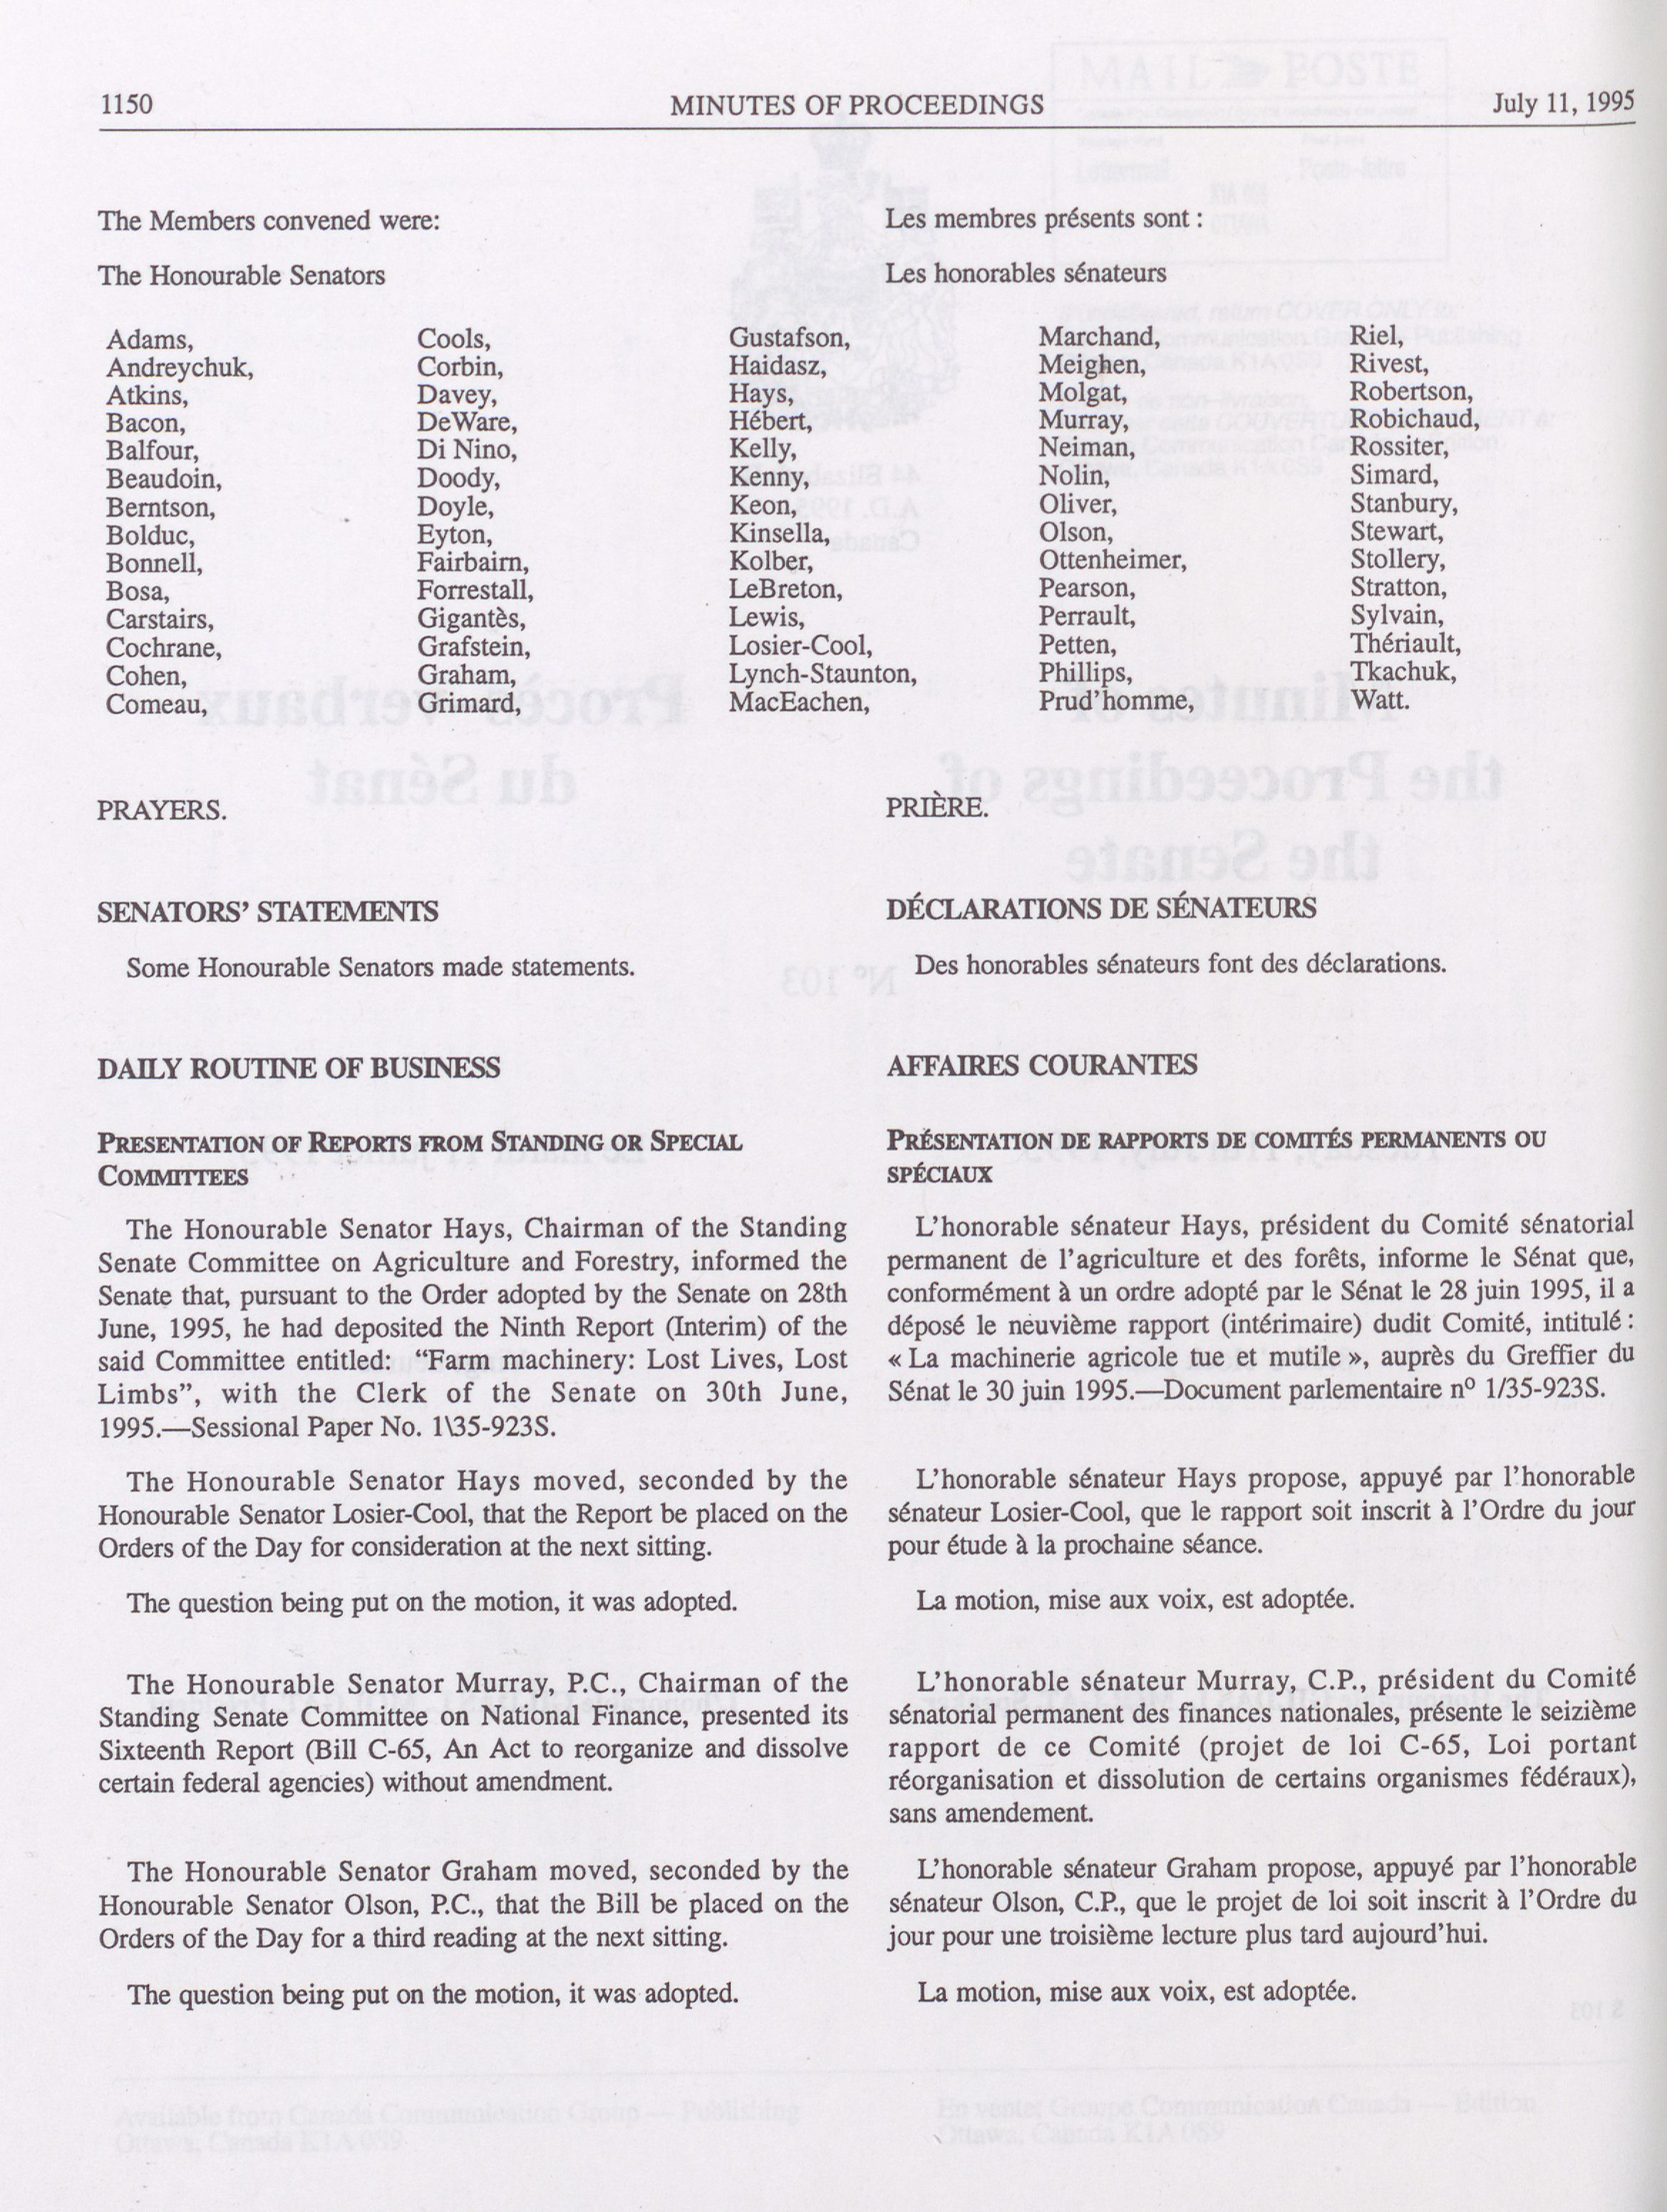 1150
MINUTES OF PROCEEDINGS
July 11, 1995
The Members convened were:
The Honourable Senators
Les membres présents sont :
Les honorables sénateurs
Adams,
Andreychuk,
Atkins,
Bacon,
Balfour,
Beaudoin,
Berntson,
Bolduc,
Bonnell,
Bosa,
Carstairs,
Cochrane,
Cohen,
Comeau,
Cools,
Corbin,
Davey,
DeWare,
Di Nino,
Doody,
Doyle,
Eyton,
Fairbairn,
Forrestall,
Gigantès,
Grafstein,
Graham,
Grimard,
Gustafson,
Haidasz,
Hays,
Hébert,
Kelly,
Kenny,
Keon,
Kinsella,
Kolber,
LeBreton,
Lewis,
Losier-Cool,
Lynch-Staunton,
MacEachen,
Marchand,
Meighen,
Molgat,
Murray,
Neiman,
Nolin,
Oliver,
Olson,
Ottenheimer,
Pearson,
Perrault,
Petten,
Phillips,
Prud'homme,
Riel,
Rivest,
Robertson,
Robichaud,
Rossiter,
Simard,
Stanbury,
Stewart,
Stollery,
Stratton,
Sylvain,
Thériault,
Tkachuk,
Watt.
PRAYERS.
SENATORS' STATEMENTS
Some Honourable Senators made statements.
DAILY ROUTINE OF BUSINESS
PRESENTATION OF REPORTS FROM STANDING OR SPECIAL
COMMITTEES
The Honourable Senator Hays, Chairman of the Standing
Senate Committee on Agriculture and Forestry, informed the
Senate that, pursuant to the Order adopted by the Senate on 28th
June, 1995, he had deposited the Ninth Report (Interim) of the
said Committee entitled: “Farm machinery: Lost Lives, Lost
Limbs”, with the Clerk of the Senate on 30th June,
1995.—Sessional Paper No. 1\35-923S.
The Honourable Senator Hays moved, seconded by the
Honourable Senator Losier-Cool, that the Report be placed on the
Orders of the Day for consideration at the next sitting.
The question being put on the motion, it was adopted.
The Honourable Senator Murray, P.C., Chairman of the
Standing Senate Committee on National Finance, presented its
Sixteenth Report (Bill C-65, An Act to reorganize and dissolve
certain federal agencies) without amendment.
The Honourable Senator Graham moved, seconded by the
Honourable Senator Olson, P.C., that the Bill be placed on the
Orders of the Day for a third reading at the next sitting.
The question being put on the motion, it was adopted.
PRIÈRE.
DÉCLARATIONS DE SÉNATEURS
Des honorables sénateurs font des déclarations.
AFFAIRES COURANTES
PRÉSENTATION DE RAPPORTS DE COMITÉS PERMANENTS OU
SPÉCIAUX
L'honorable sénateur Hays, président du Comité sénatorial
permanent de l'agriculture et des forêts, informe le Sénat que,
conformément à un ordre adopté par le Sénat le 28 juin 1995, il a
déposé le neuvième rapport (intérimaire) dudit Comité, intitulé :
« La machinerie agricole tue et mutile », auprès du Greffier du
Sénat le 30 juin 1995.—Document parlementaire nº 1/35-923S.
L'honorable sénateur Hays propose, appuyé par l'honorable
sénateur Losier-Cool, que le rapport soit inscrit à l'Ordre du jour
pour étude à la prochaine séance.
La motion, mise aux voix, est adoptée.
L'honorable sénateur Murray, C.P., président du Comité
sénatorial permanent des finances nationales, présente le seizième
rapport de ce Comité (projet de loi C-65, Loi portant
réorganisation et dissolution de certains organismes fédéraux),
sans amendement.
L'honorable sénateur Graham propose, appuyé par l'honorable
sénateur Olson, C.P., que le projet de loi soit inscrit à l'Ordre du
jour pour une troisième lecture plus tard aujourd'hui.
La motion, mise aux voix, est adoptée.